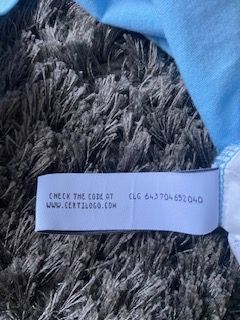 CHECK THE CODE AT
WWW.CERTILOGO.COM
CLG 643704652040